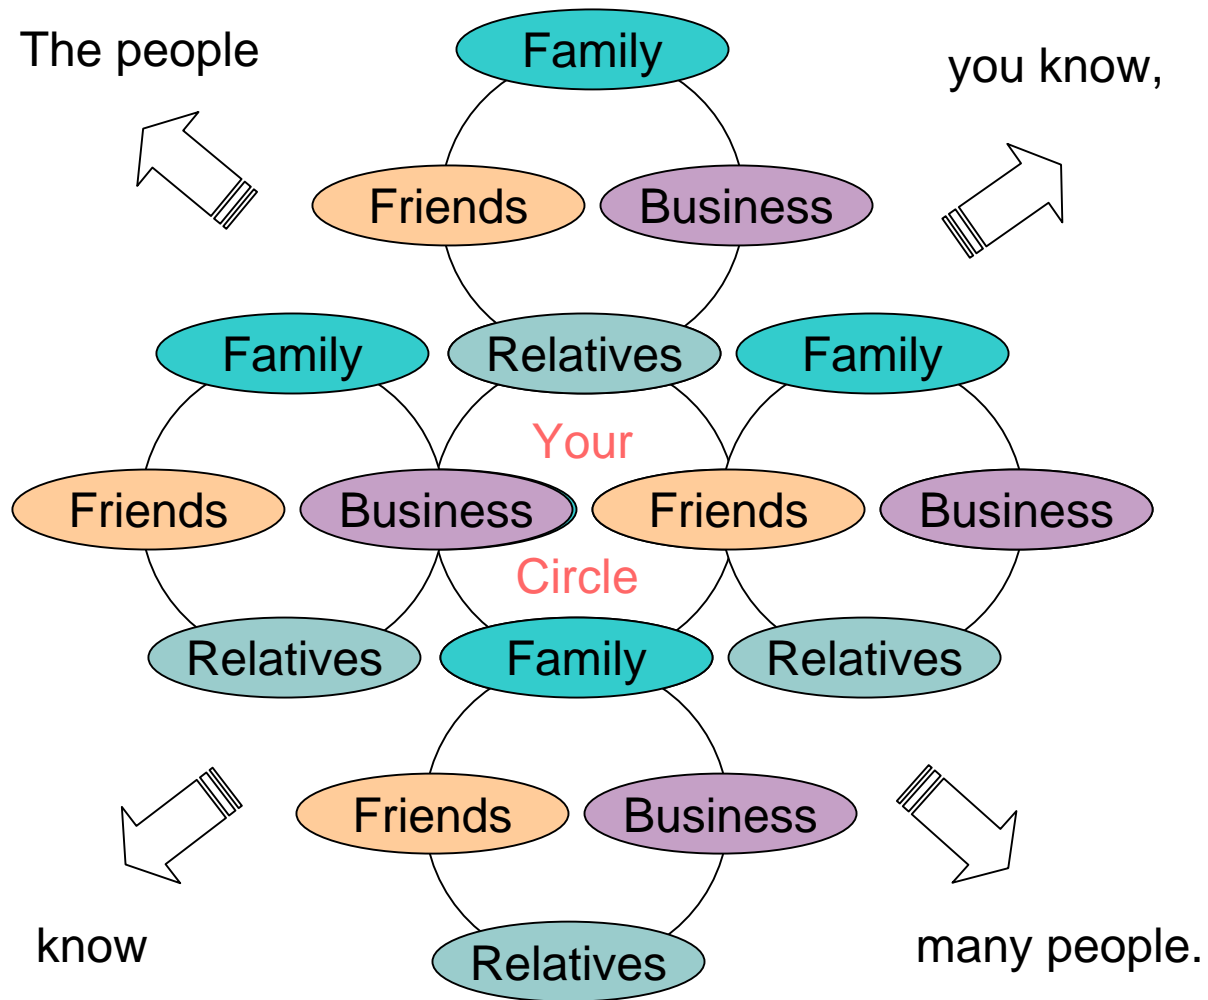 The people
Family
you know,
Friends
Business
Family
Relatives
Family
Your
Friends
Business
Friends
Business
Circle
Relatives
Family
Relatives
Friends
Business
know
many people.
Relatives